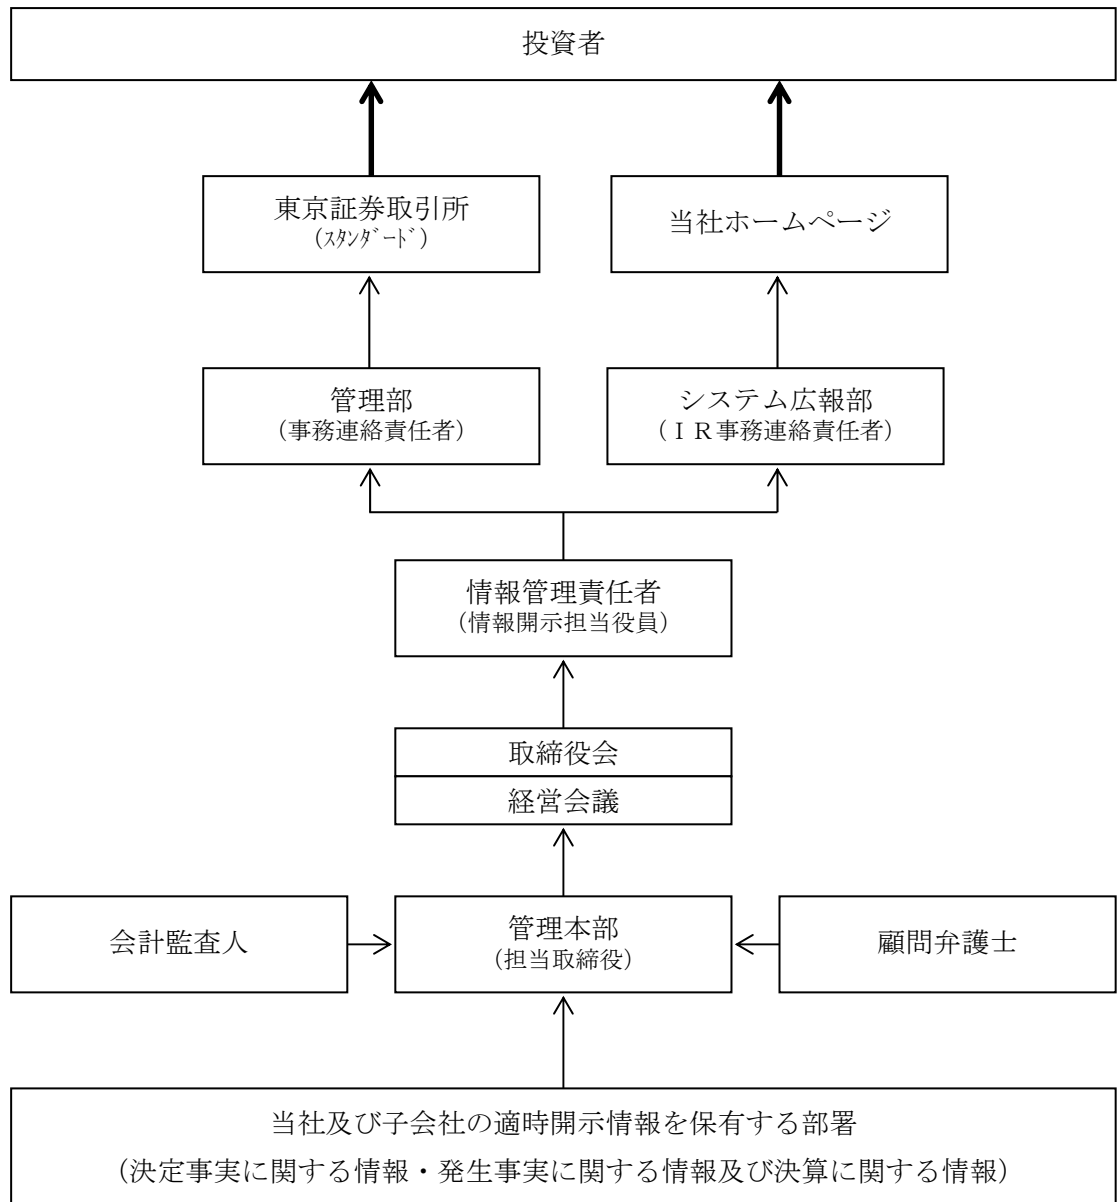 投資者
東京証券取引所
（ｽﾀﾝﾀﾞｰﾄﾞ）
当社ホームページ
管理部
（事務連絡責任者）
システム広報部
（ＩＲ事務連絡責任者）
情報管理責任者
（情報開示担当役員）
取締役会
経営会議
会計監査人
管理本部
（担当取締役）
顧問弁護士
当社及び子会社の適時開示情報を保有する部署
（決定事実に関する情報・発生事実に関する情報及び決算に関する情報）